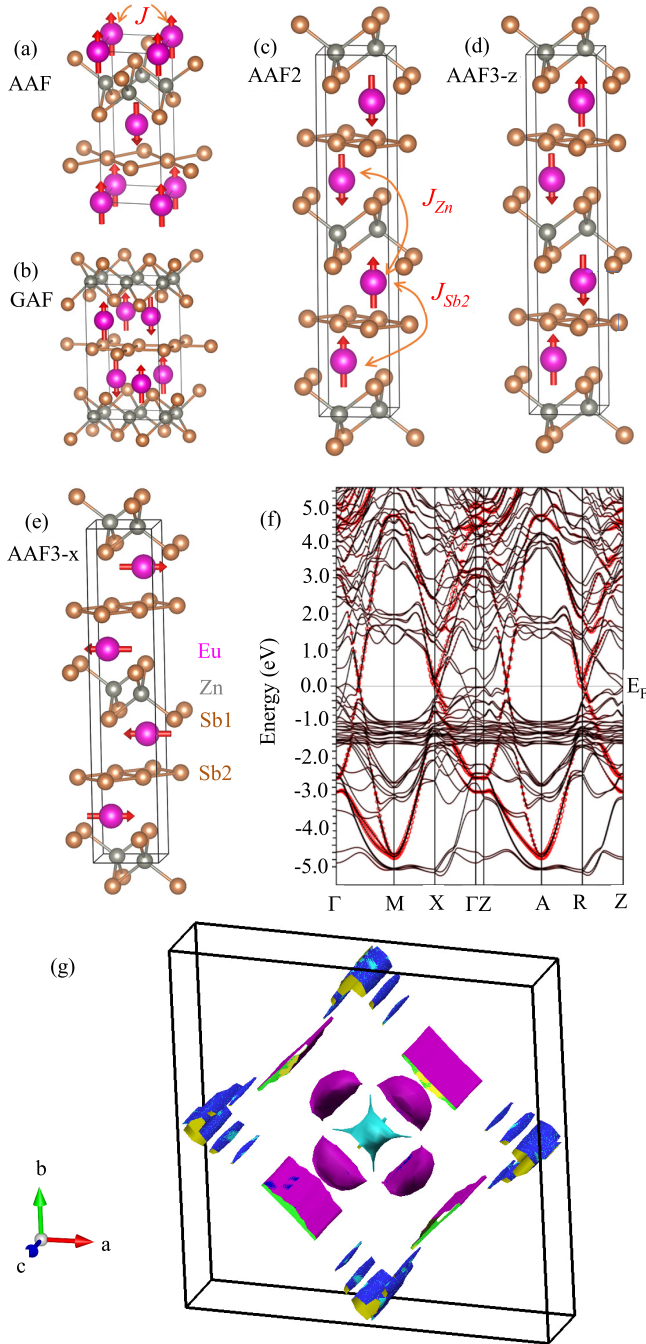 J
(a)
AAF
(b)
GAF
(c)
AAF2
J_Zn
J_Sb2
(d)
AAF3-z
(e)
AAF3-x
Eu
Zn
Sb1
Sb2
(f)
Energy (eV)
5.0
4.0
3.0
2.0
1.0
0.0
-1.0
-2.0
-3.0
-4.0
-5.0
E_F
Γ M X Γ Z A R Z
(g)
b
a
c